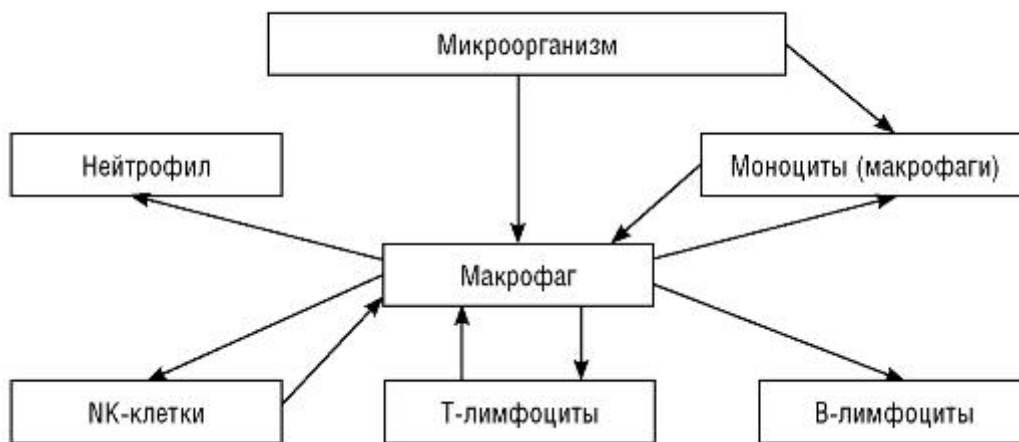 Микроорганизм
Нейтрофил
Моноциты (макрофаги)
Макрофаг
NK-клетки
Т-лимфоциты
В-лимфоциты